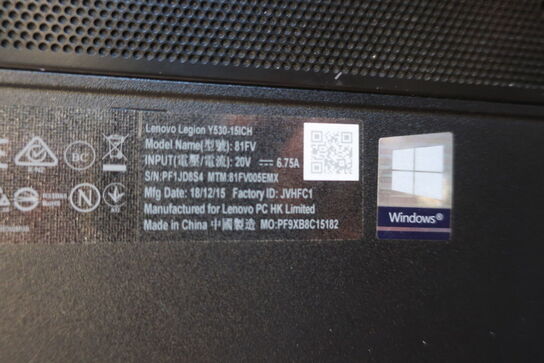 Lenovo Legion Y530-15ICH
Model Name(型號): 81FV
INPUT(電壓/電流): 20V ⎓ 6.75A
S/N:PF1JD8S4 MTM:81FV005EMX
Mfg Date: 18/12/15 Factory ID: JVHFC1
Manufactured for Lenovo PC HK Limited
Made in China 中國製造 MO:PF9XB8C15182
BC
N
Windows®